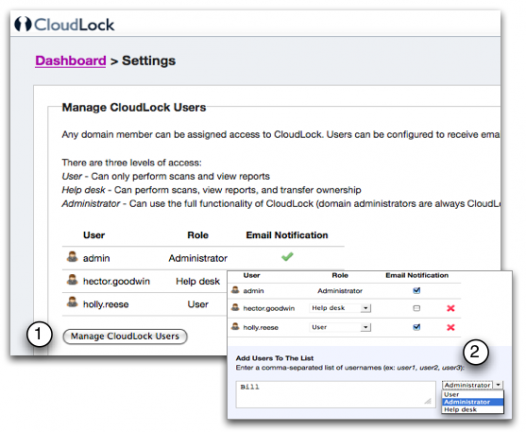 CloudLock
Dashboard > Settings
Manage CloudLock Users
Any domain member can be assigned access to CloudLock. Users can be configured to receive
There are three levels of access:
User - Can only perform scans and view reports
Help desk - Can perform scans, view reports, and transfer ownership
Administrator - Can use the full functionality of CloudLock (domain administrators are always
User Role Email Notification
admin Administrator
hector.goodwin Help desk
holly.reese User
1
Manage CloudLock Users
User Role Email Notification
admin Administrator
hector.goodwin Help desk
holly.reese User
2
Add Users To The List
Enter a comma-separated list of usernames (ex: user1, user2, user3):
Bill
Administrator
User
Administrator
Help desk